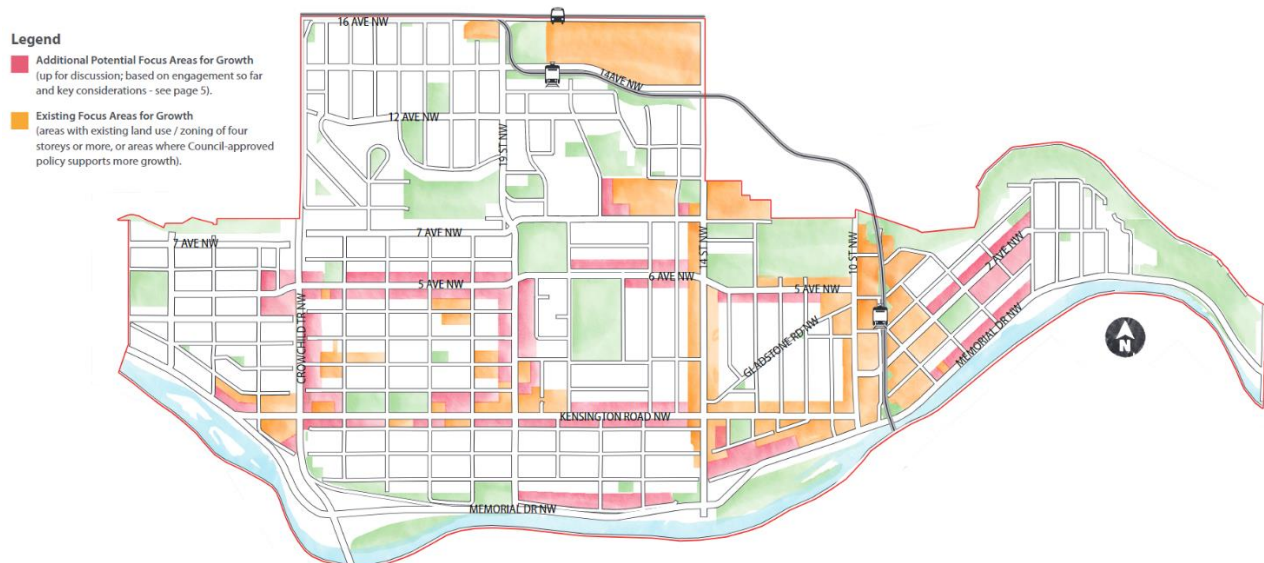 Legend
Additional Potential Focus Areas for Growth
(up for discussion; based on engagement so far
and key considerations - see page 5).
Existing Focus Areas for Growth
(areas with existing land use / zoning of four
storeys or more, or areas where Council-approved
policy supports more growth).
16 AVE NW
14AVE NW
12 AVE NW
19 ST NW
7 AVE NW
7 AVE NW
14 ST NW
10 ST NW
2 AVE NW
6 AVE NW
5 AVE NW
5 AVE NW
CROWCHILD TR NW
GLADSTONE RD NW
MEMORIAL DR NW
KENSINGTON ROAD NW
MEMORIAL DR NW
N